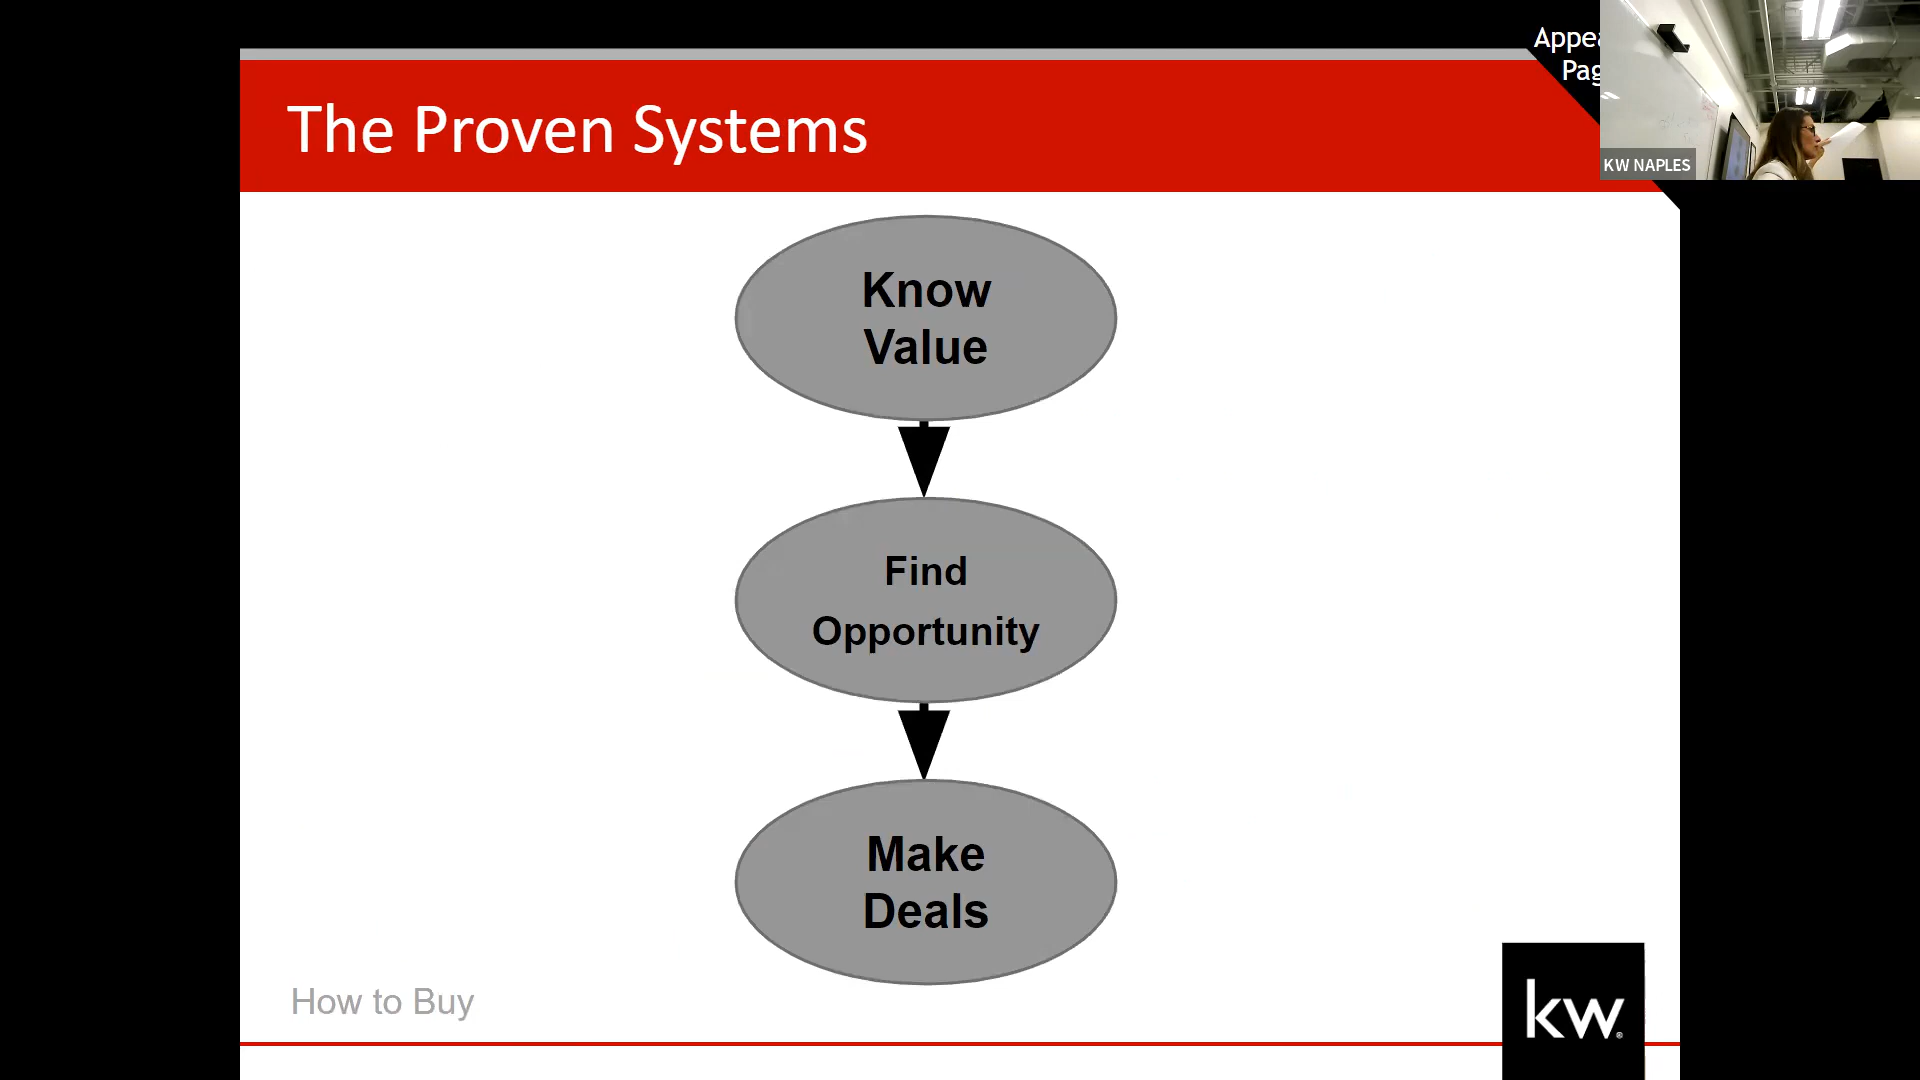 The Proven Systems
KW NAPLES
Know
Value
Find
Opportunity
Make
Deals
How to Buy
kw